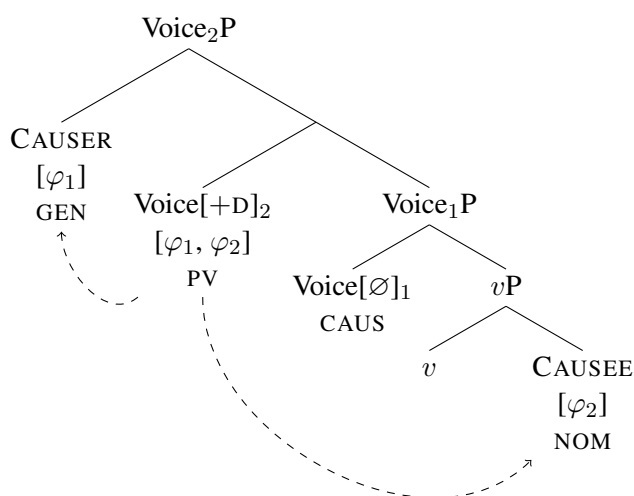 Voice₂P
CAUSER
[φ₁]
GEN
Voice[+D]₂
[φ₁, φ₂]
PV
Voice₁P
Voice[∅]₁
CAUS
vP
v
CAUSEE
[φ₂]
NOM